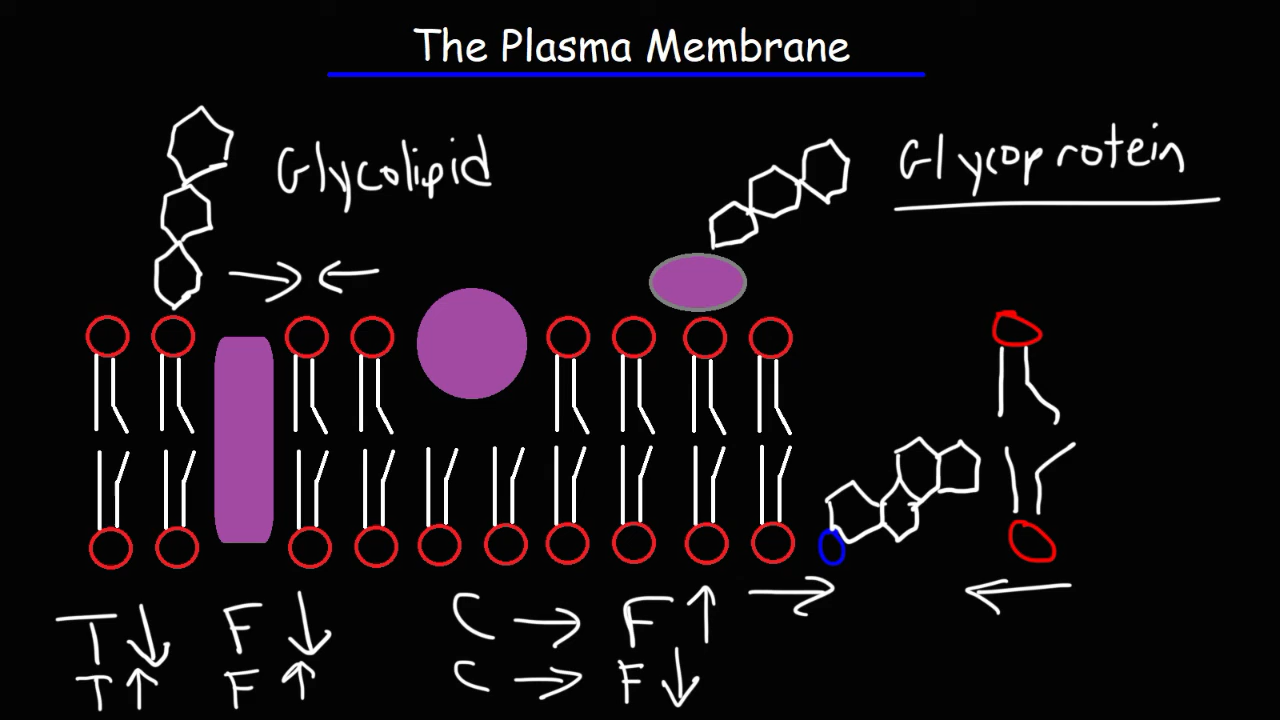 The Plasma Membrane
Glycolipid
Glycoprotein
T ↓ F ↓ C → F ↑
T ↑ F ↑ C → F ↓